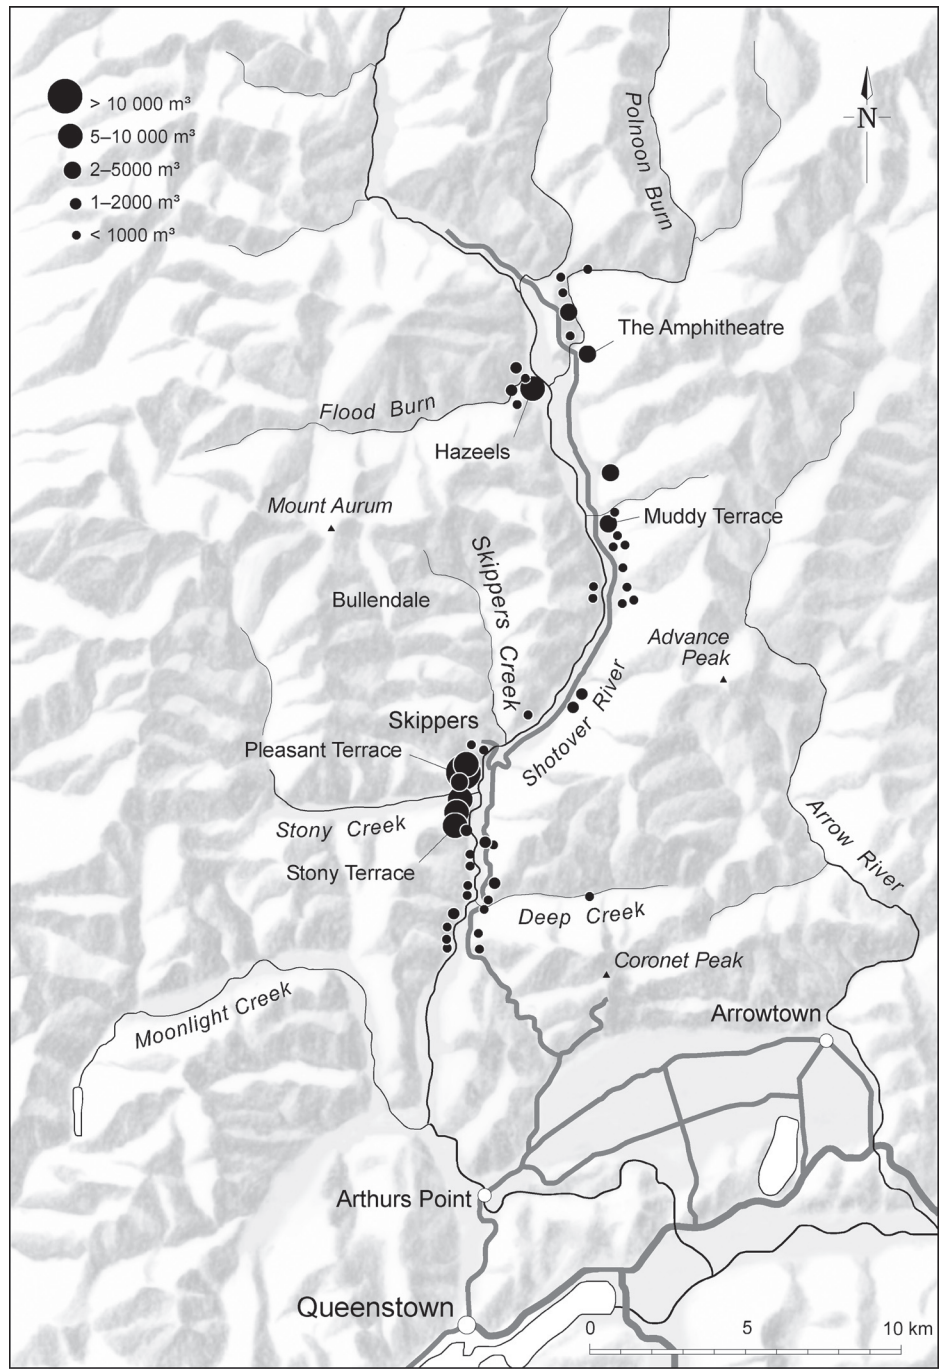 > 10 000 m³
5–10 000 m³
2–5000 m³
1–2000 m³
< 1000 m³
N
Polnoon Burn
The Amphitheatre
Flood Burn
Hazeels
Mount Aurum
Muddy Terrace
Skippers Creek
Bullendale
Advance
Peak
Shotover River
Skippers
Pleasant Terrace
Stony Creek
Arrow River
Stony Terrace
Deep Creek
Coronet Peak
Moonlight Creek
Arrowtown
Arthurs Point
Queenstown
0 5 10 km